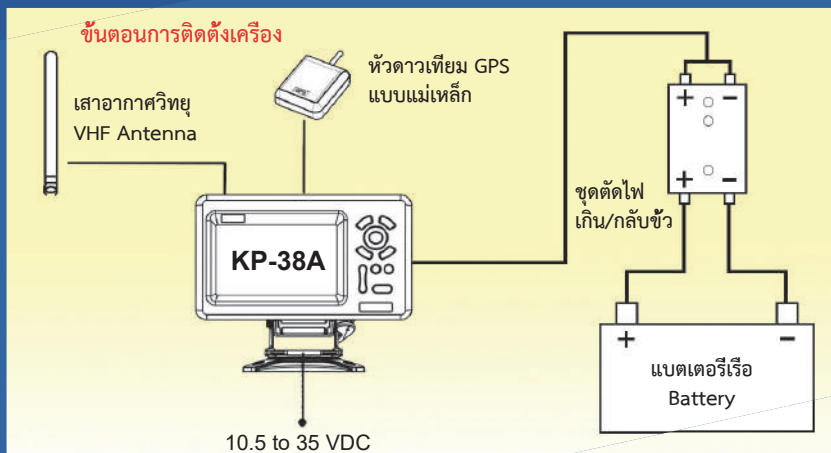 ขั้นตอนการติดตั้งเครื่อง
เสาอากาศวิทยุ
VHF Antenna
หัวดาวเทียม GPS
แบบแม่เหล็ก
KP-38A
+ –
+ –
ชุดตัดไฟ
เกิน/กลับขั้ว
+ –
แบตเตอรี่เรือ
Battery
10.5 to 35 VDC